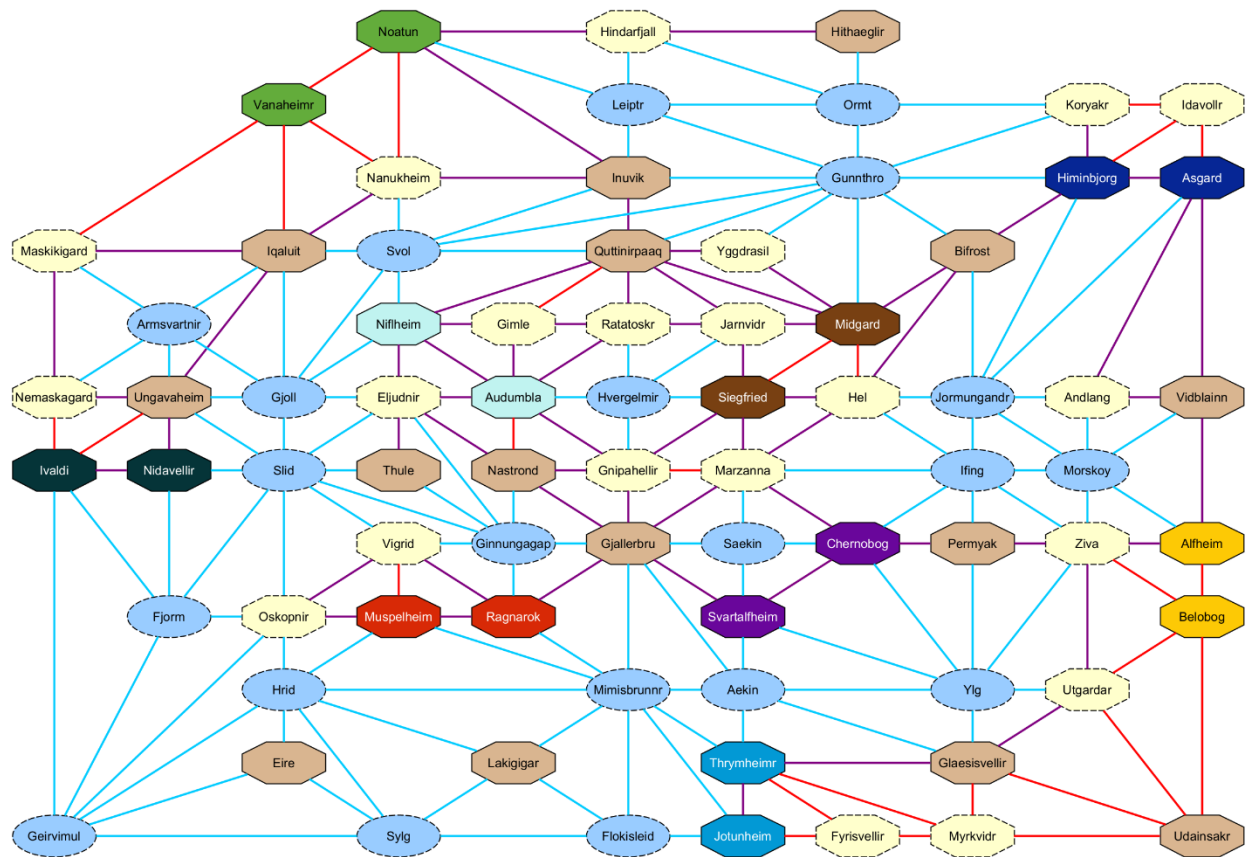 Noatun
Hindarfjall
Hithaeglir
Vanaheimr
Leiptr
Ormt
Koryakr
Idavollr
Nanukheim
Inuvik
Gunnthro
Himinbjorg
Asgard
Maskikigard
Iqaluit
Svol
Quttinirpaaq
Yggdrasil
Bifrost
Armsvartnir
Niflheim
Gimle
Ratatoskr
Jarnvidr
Midgard
Nemaskagard
Ungavaheim
Gjoll
Eljudnir
Audumbla
Hvergelmir
Siegfried
Hel
Jormungandr
Andlang
Vidblainn
Ivaldi
Nidavellir
Slid
Thule
Nastrond
Gnipahellir
Marzanna
Ifing
Morskoy
Vigrid
Ginnungagap
Gjallerbru
Saekin
Chernobog
Permyak
Ziva
Alfheim
Fjorm
Oskopnir
Muspelheim
Ragnarok
Svartalfheim
Belobog
Hrid
Mimisbrunnr
Aekin
Ylg
Utgardar
Eire
Lakigigar
Thrymheimr
Glaesisvellir
Geirvimul
Sylg
Flokisleid
Jotunheim
Fyrisvellir
Myrkvidr
Udainsakr